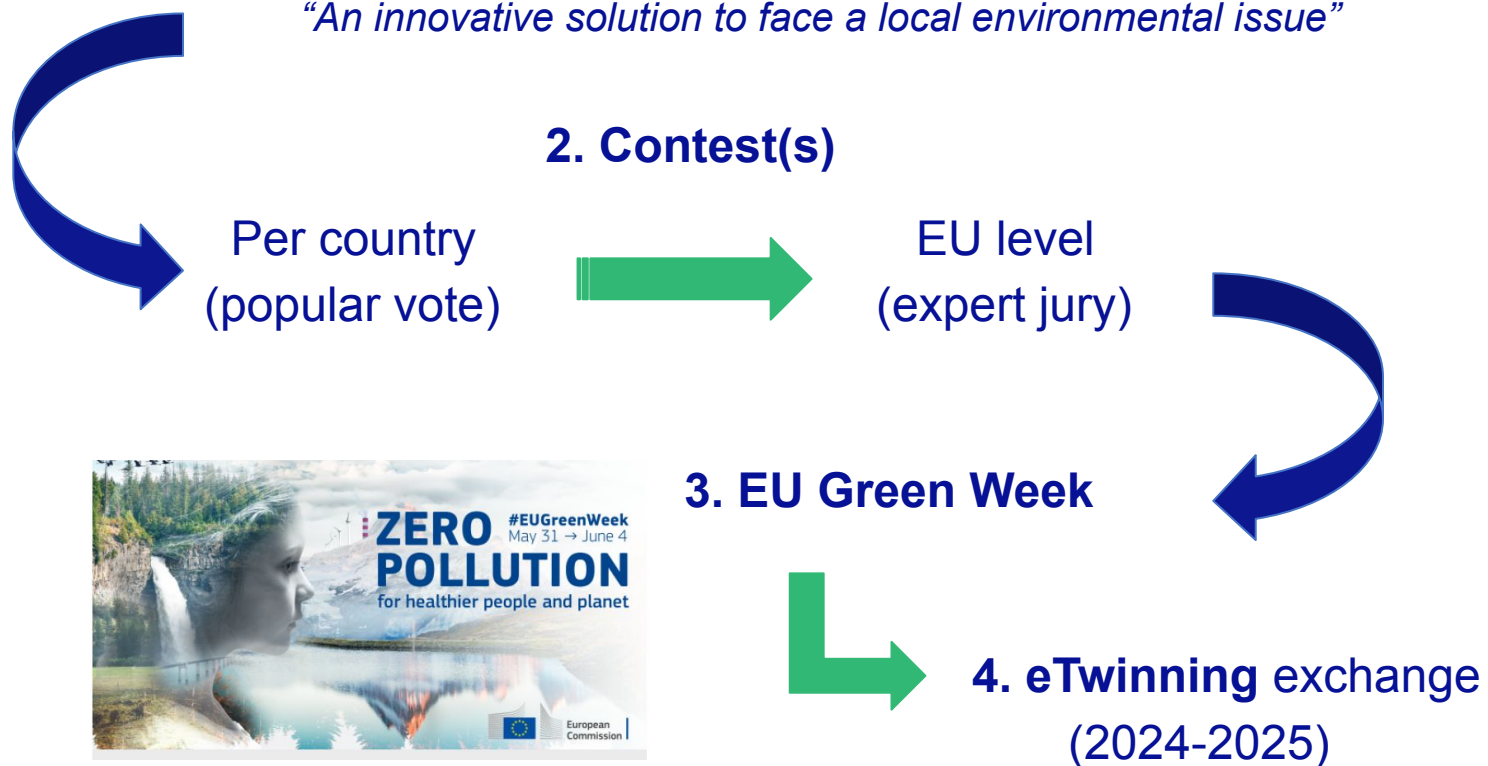 “An innovative solution to face a local environmental issue”
2. Contest(s)
Per country
(popular vote)
EU level
(expert jury)
3. EU Green Week
ZERO
#EUGreenWeek
May 31 → June 4
POLLUTION
for healthier people and planet
European
Commission
4. eTwinning exchange
(2024-2025)